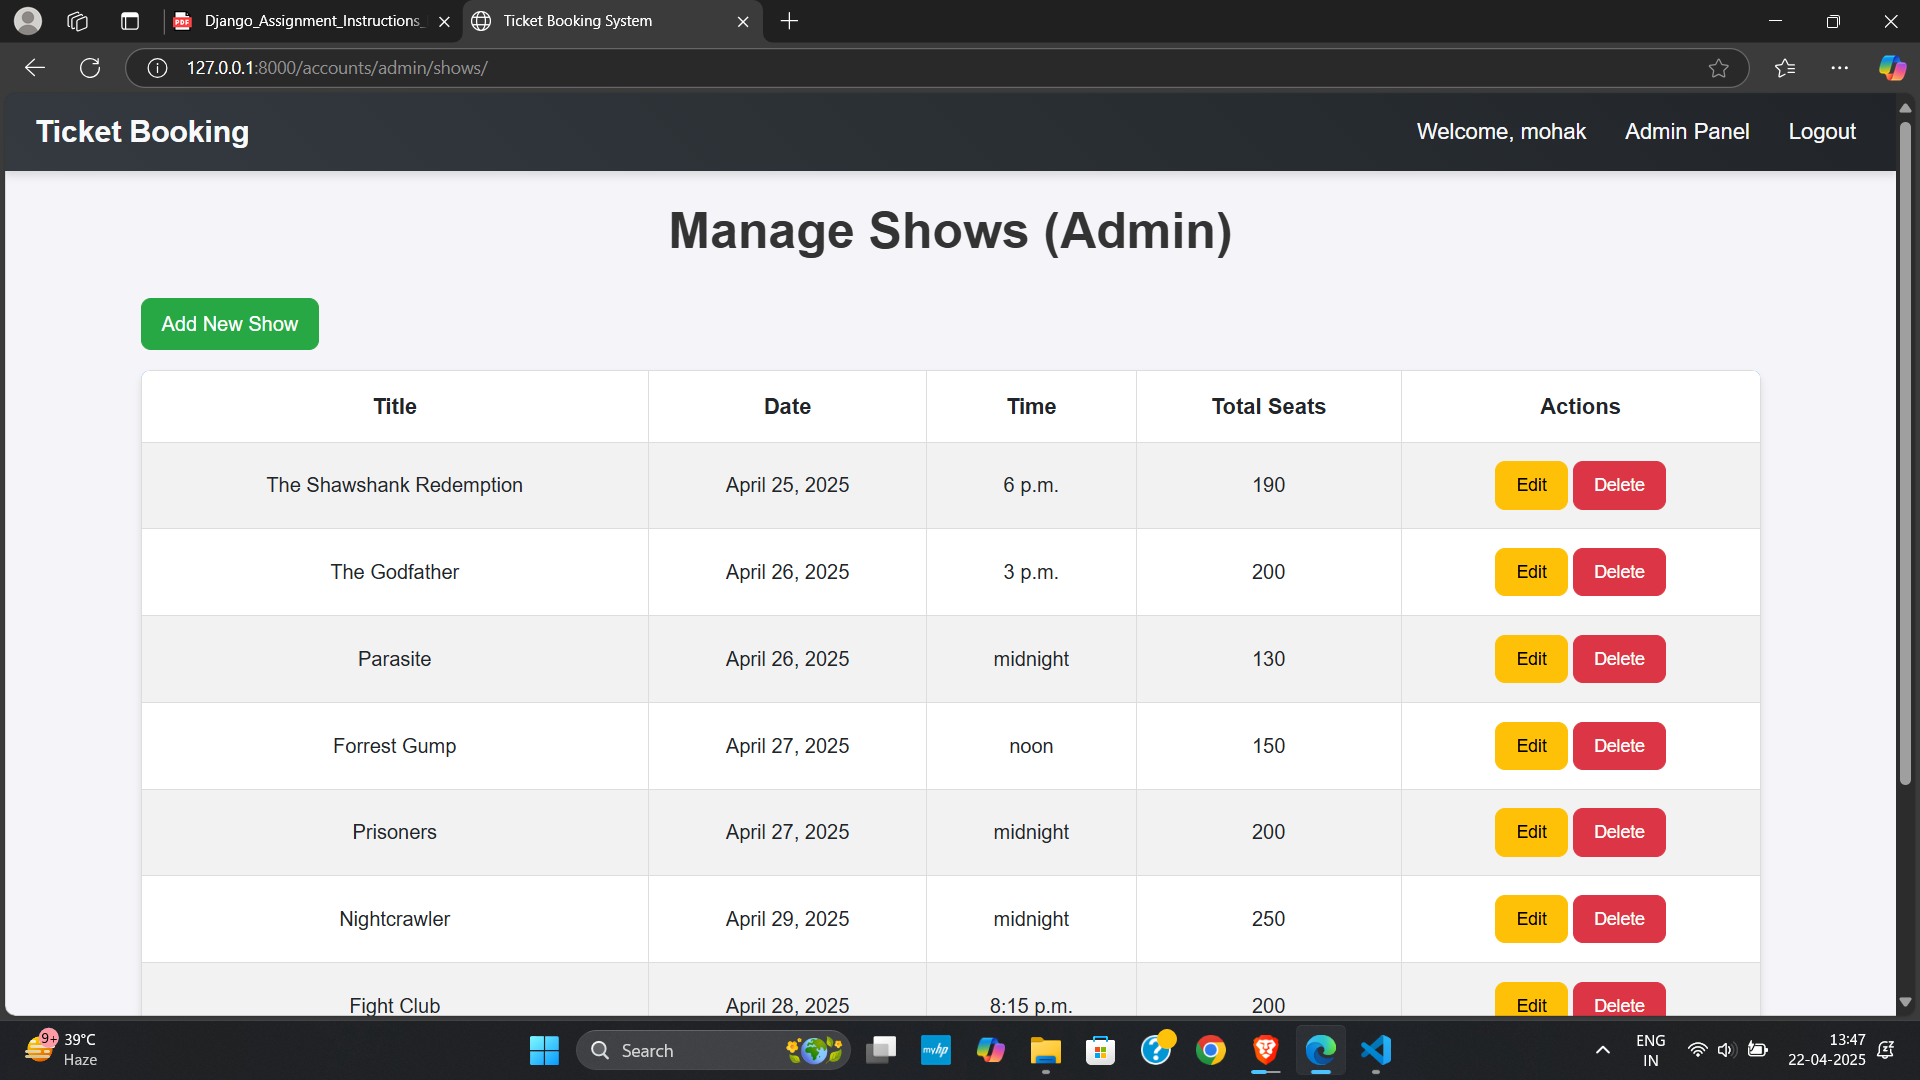 Django_Assignment_Instructions_
Ticket Booking System
127.0.0.1:8000/accounts/admin/shows/
Ticket Booking
Welcome, mohak Admin Panel Logout
Manage Shows (Admin)
Add New Show
Title Date Time Total Seats Actions
The Shawshank Redemption April 25, 2025 6 p.m. 190 Edit Delete
The Godfather April 26, 2025 3 p.m. 200 Edit Delete
Parasite April 26, 2025 midnight 130 Edit Delete
Forrest Gump April 27, 2025 noon 150 Edit Delete
Prisoners April 27, 2025 midnight 200 Edit Delete
Nightcrawler April 29, 2025 midnight 250 Edit Delete
Fight Club April 28, 2025 8:15 p.m. 200 Edit Delete
9+
39°C
Haze
Search
myhp
ENG
IN
13:47
22-04-2025